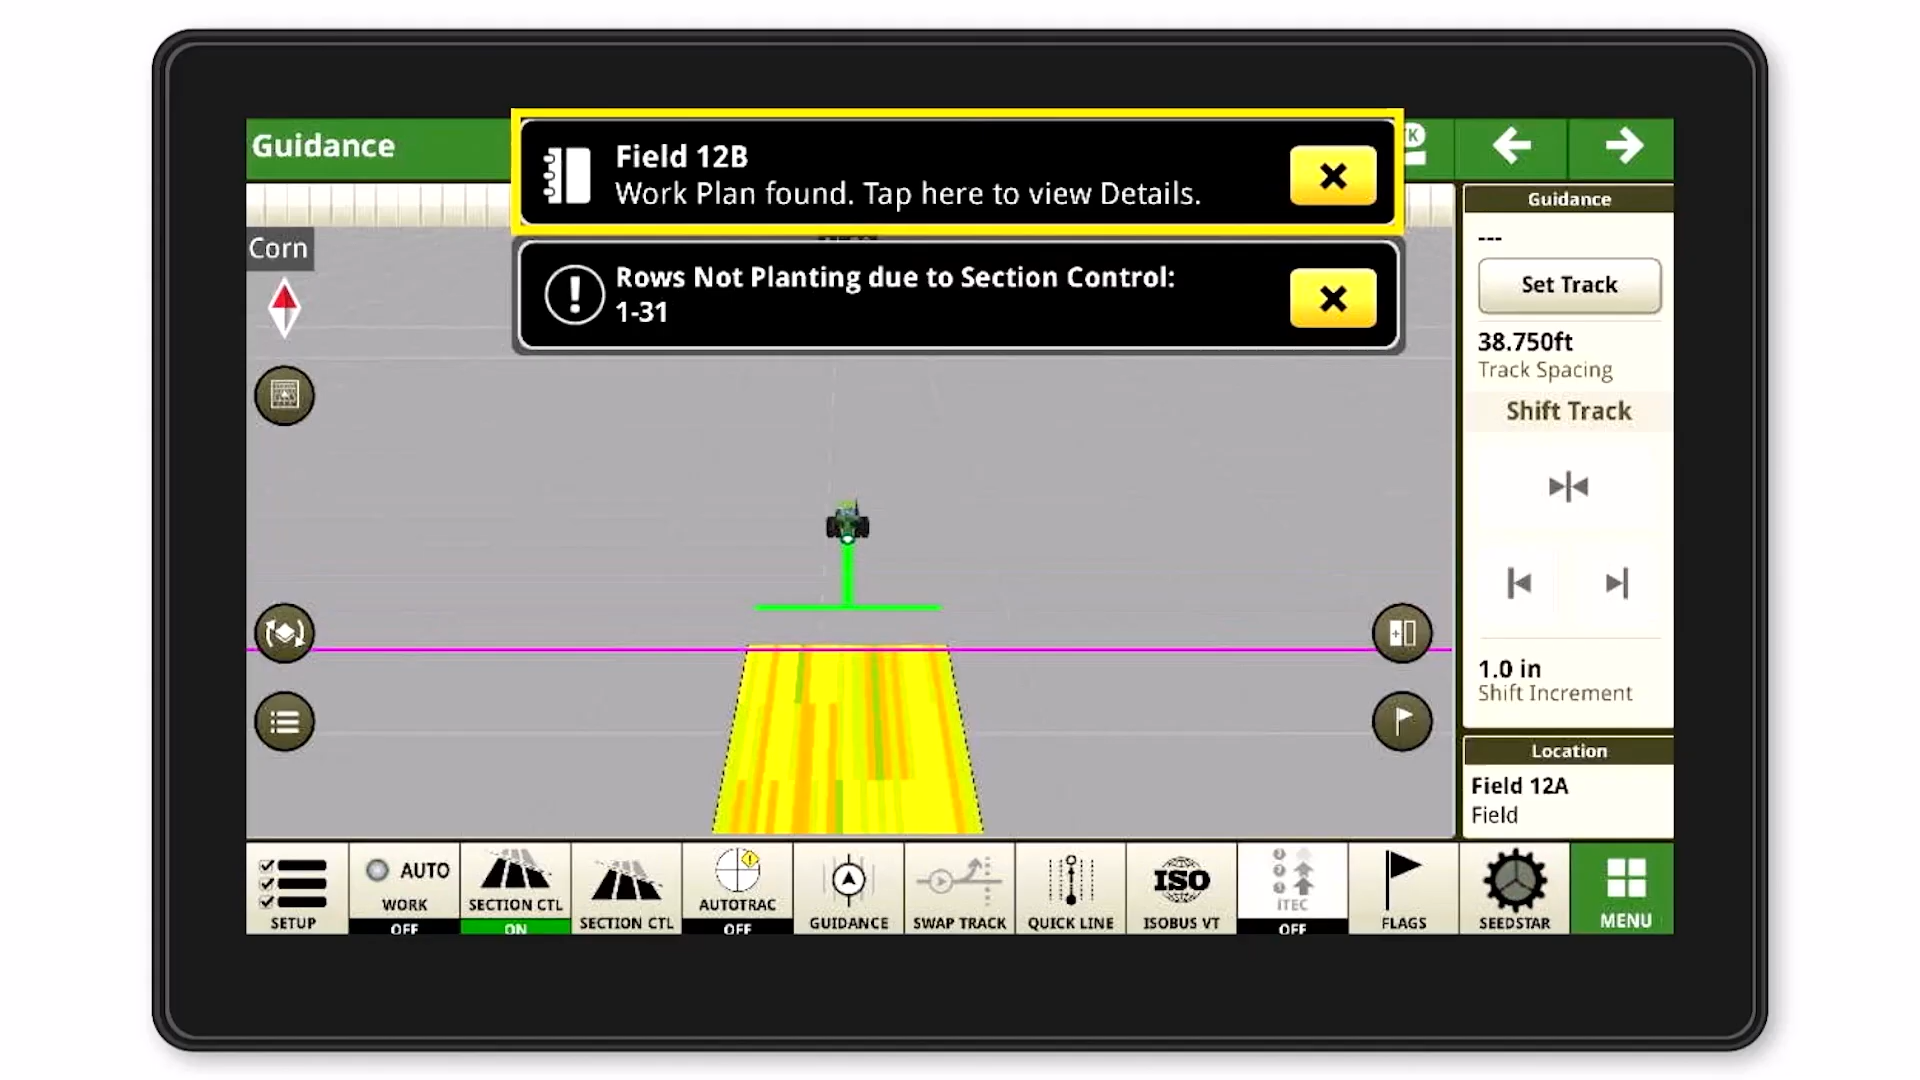 Guidance
Field 12B
Work Plan found. Tap here to view Details.
Rows Not Planting due to Section Control:
1-31
Corn
Guidance
---
Set Track
38.750ft
Track Spacing
Shift Track
1.0 in
Shift Increment
Location
Field 12A
Field
SETUP
AUTO
WORK
OFF
SECTION CTL
ON
SECTION CTL
AUTOTRAC
OFF
GUIDANCE
SWAP TRACK
QUICK LINE
ISO
ISOBUS VT
iTEC
OFF
FLAGS
SEEDSTAR
MENU